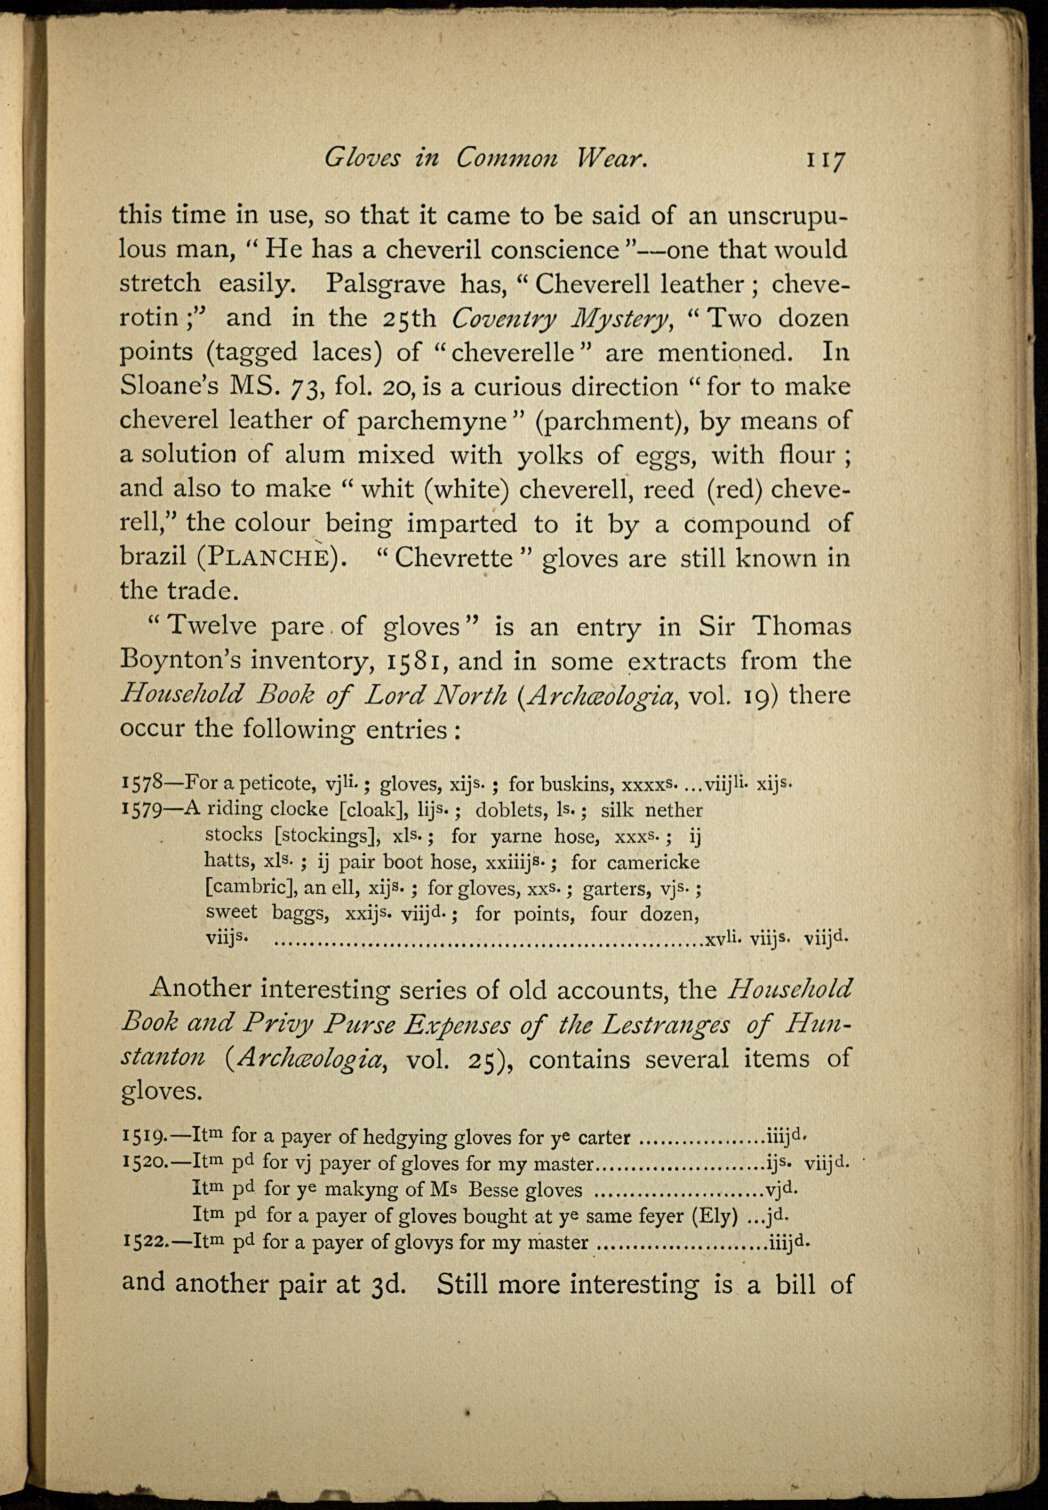 Gloves in Common Wear. 117
this time in use, so that it came to be said of an unscrupu-
lous man, “ He has a cheveril conscience ”—one that would
stretch easily. Palsgrave has, “ Cheverell leather ; cheve-
rotin ;” and in the 25th Coventry Mystery, “ Two dozen
points (tagged laces) of “ cheverelle ” are mentioned. In
Sloane’s MS. 73, fol. 20, is a curious direction “ for to make
cheverel leather of parchemyne ” (parchment), by means of
a solution of alum mixed with yolks of eggs, with flour ;
and also to make “ whit (white) cheverell, reed (red) cheve-
rell,” the colour being imparted to it by a compound of
brazil (PLANCHÈ). “ Chevrette ” gloves are still known in
the trade.
“ Twelve pare of gloves ” is an entry in Sir Thomas
Boynton’s inventory, 1581, and in some extracts from the
Household Book of Lord North (Archæologia, vol. 19) there
occur the following entries :
1578—For a peticote, vjli. ; gloves, xijs. ; for buskins, xxxxs. ...viijli. xijs.
1579—A riding clocke [cloak], lijs. ; doblets, ls. ; silk nether
stocks [stockings], xls. ; for yarne hose, xxxs. ; ij
hatts, xls. ; ij pair boot hose, xxiiijs. ; for camericke
[cambric], an ell, xijs. ; for gloves, xxs. ; garters, vjs. ;
sweet baggs, xxijs. viijd. ; for points, four dozen,
viijs. ............................................................xvli. viijs. viijd.
Another interesting series of old accounts, the Household
Book and Privy Purse Expenses of the Lestranges of Hun-
stanton (Archæologia, vol. 25), contains several items of
gloves.
1519.—Itm for a payer of hedgying gloves for ye carter ..................iiijd.
1520.—Itm pd for vj payer of gloves for my master........................ijs. viijd.
Itm pd for ye makyng of Ms Besse gloves ........................vjd.
Itm pd for a payer of gloves bought at ye same feyer (Ely) ...jd.
1522.—Itm pd for a payer of glovys for my master ........................iiijd.
and another pair at 3d. Still more interesting is a bill of